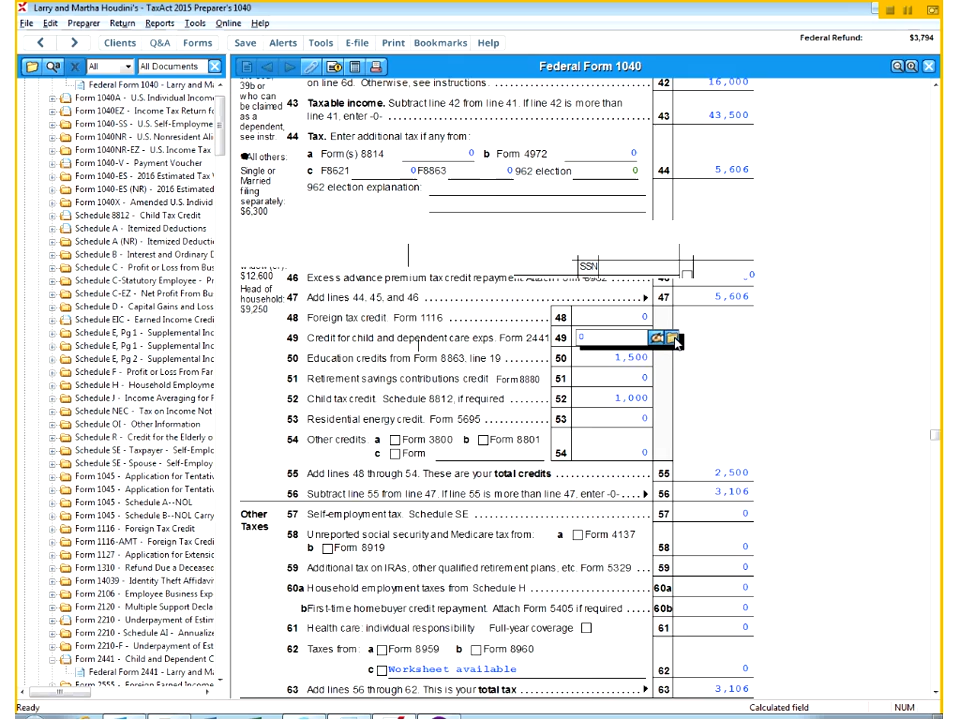 Larry and Martha Houdini's - TaxAct 2015 Preparer's 1040
File Edit Preparer Return Reports Tools Online Help
Clients Q&A Forms Save Alerts Tools E-file Print Bookmarks Help
Federal Refund: $3,794
All All Documents
Federal Form 1040
Federal Form 1040 - Larry and Ma
Form 1040A - U.S. Individual Income
Form 1040EZ - Income Tax Return fo
Form 1040-SS - U.S. Self-Employme
Form 1040NR - U.S. Nonresident Ali
Form 1040NR-EZ - U.S. Income Tax
Form 1040-V - Payment Voucher
Form 1040-ES - 2016 Estimated Tax
Form 1040-ES (NR) - 2016 Estimated
Form 1040X - Amended U.S. Individ
Schedule 8812 - Child Tax Credit
Schedule A - Itemized Deductions
Schedule A (NR) - Itemized Deducti
Schedule B - Interest and Ordinary D
Schedule C - Profit or Loss from Bus
Schedule C-Statutory Employee - Pr
Schedule C-EZ - Net Profit From Bu
Schedule D - Capital Gains and Loss
Schedule EIC - Earned Income Credi
Schedule E, Pg 1 - Supplemental Inc
Schedule E, Pg 1 - Supplemental Inc
Schedule E, Pg 2 - Supplemental Inc
Schedule F - Profit or Loss From Far
Schedule H - Household Employme
Schedule J - Income Averaging for F
Schedule NEC - Tax on Income Not
Schedule OI - Other Information
Schedule R - Credit for the Elderly o
Schedule SE - Taxpayer - Self-Emplo
Schedule SE - Spouse - Self-Employ
Form 1045 - Application for Tentativ
Form 1045 - Application for Tentativ
Form 1045 - Schedule A--NOL
Form 1045 - Schedule B--NOL Carry
Form 1116 - Foreign Tax Credit
Form 1116-AMT - Foreign Tax Credi
Form 1127 - Application for Extensio
Form 1310 - Refund Due a Deceased
Form 14039 - Identity Theft Affidavi
Form 2106 - Employee Business Exp
Form 2120 - Multiple Support Decla
Form 2210 - Underpayment of Estim
Form 2210 - Schedule AI - Annualize
Form 2210-F - Underpayment of Est
Form 2441 - Child and Dependent C
Federal Form 2441 - Larry and Ma
Form 2555 - Foreign Earned Income
39b or
who can
be claimed
as a
dependent,
see instr.
All others:
Single or
Married
filing
separately:
$6,300
$12,600
Head of
household:
$9,250
on line 6d. Otherwise, see instructions. 42 16,000
43 Taxable income. Subtract line 42 from line 41. If line 42 is more than
line 41, enter -0- 43 43,500
44 Tax. Enter additional tax if any from:
a Form(s) 8814 0 b Form 4972 0
c F8621 0 F8863 0 962 election 0 44 5,606
962 election explanation:
SSN
46 Excess advance premium tax credit repayment. 0
47 Add lines 44, 45, and 46 47 5,606
48 Foreign tax credit. Form 1116 48 0
49 Credit for child and dependent care exps. Form 2441 49 0
50 Education credits from Form 8863, line 19 50 1,500
51 Retirement savings contributions credit Form 8880 51 0
52 Child tax credit. Schedule 8812, if required 52 1,000
53 Residential energy credit. Form 5695 53 0
54 Other credits a Form 3800 b Form 8801
c Form 54 0
55 Add lines 48 through 54. These are your total credits 55 2,500
56 Subtract line 55 from line 47. If line 55 is more than line 47, enter -0- 56 3,106
Other
Taxes
57 Self-employment tax. Schedule SE 57 0
58 Unreported social security and Medicare tax from: a Form 4137
b Form 8919 58 0
59 Additional tax on IRAs, other qualified retirement plans, etc. Form 5329 59 0
60a Household employment taxes from Schedule H 60a 0
b First-time homebuyer credit repayment. Attach Form 5405 if required 60b 0
61 Health care: individual responsibility Full-year coverage 61 0
62 Taxes from: a Form 8959 b Form 8960
c Worksheet available 62 0
63 Add lines 56 through 62. This is your total tax 63 3,106
Ready Calculated field NUM